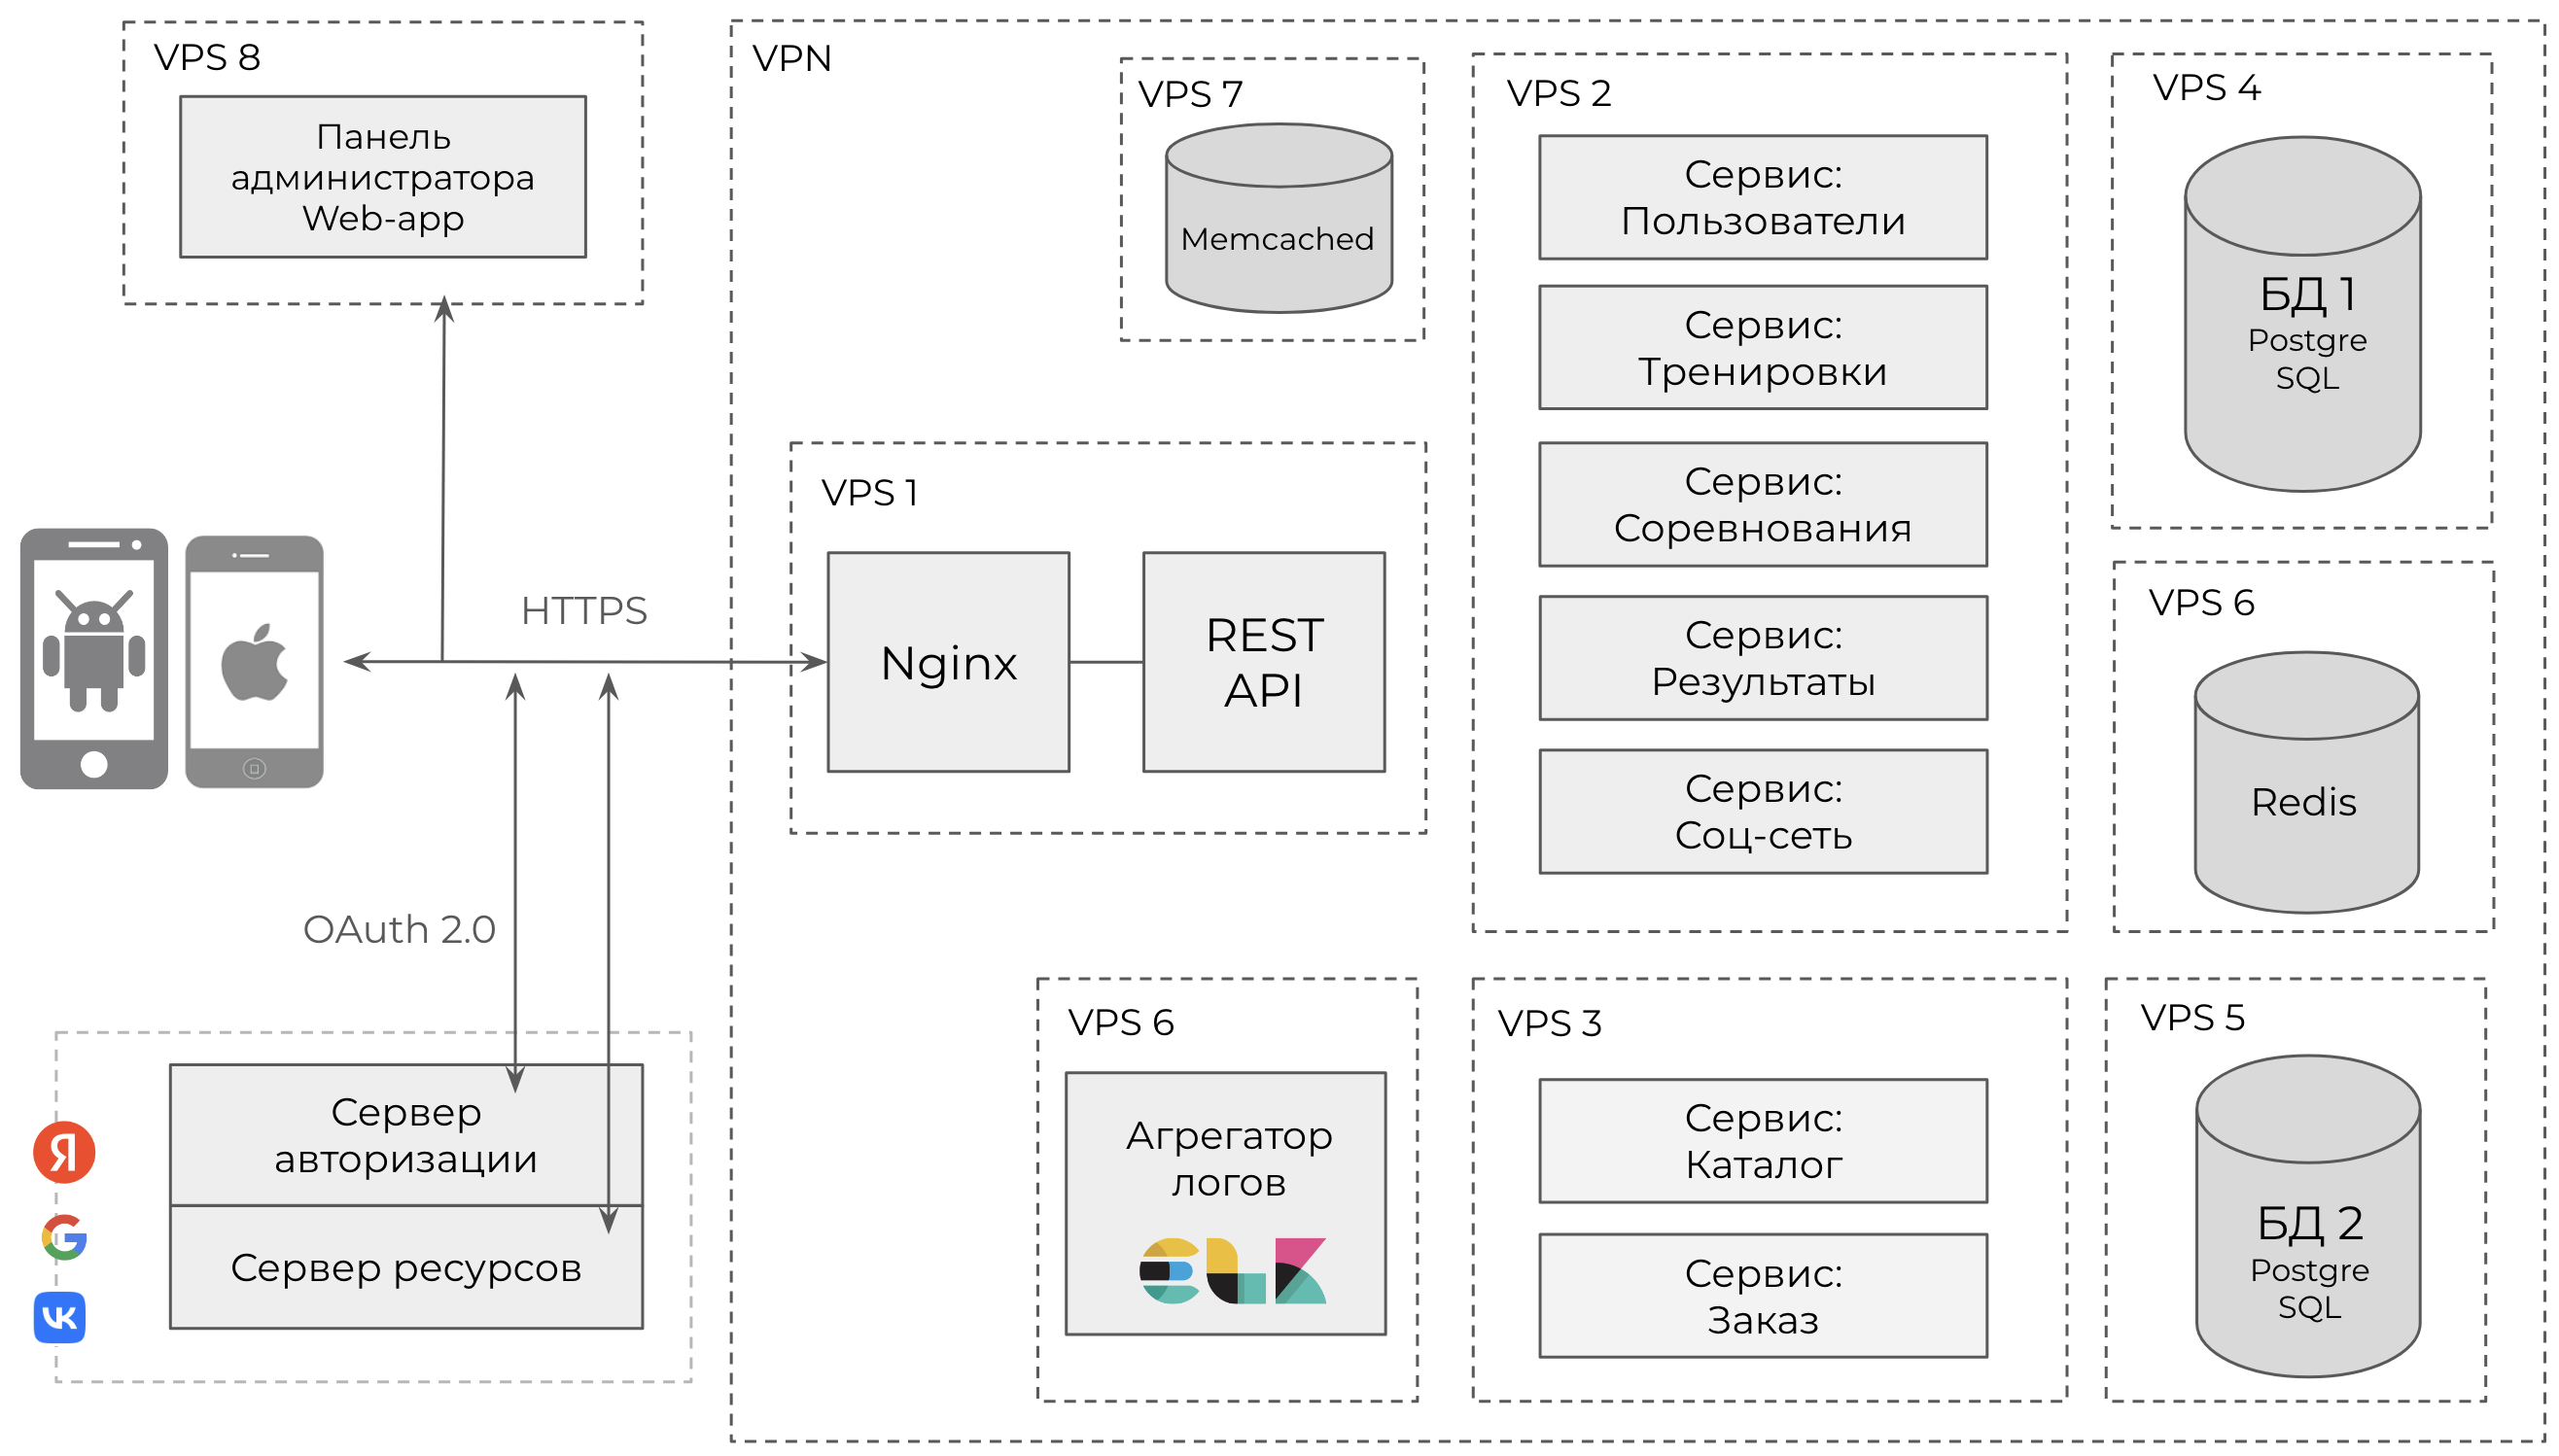 VPS 8
Панель
администратора
Web-app
VPN
VPS 7
Memcached
VPS 2
Сервис:
Пользователи
Сервис:
Тренировки
Сервис:
Соревнования
Сервис:
Результаты
Сервис:
Соц-сеть
VPS 4
БД 1
Postgre
SQL
VPS 1
Nginx
REST
API
HTTPS
VPS 6
Redis
OAuth 2.0
Сервер
авторизации
Сервер ресурсов
Я
G
VK
VPS 6
Агрегатор
логов
ELK
VPS 3
Сервис:
Каталог
Сервис:
Заказ
VPS 5
БД 2
Postgre
SQL